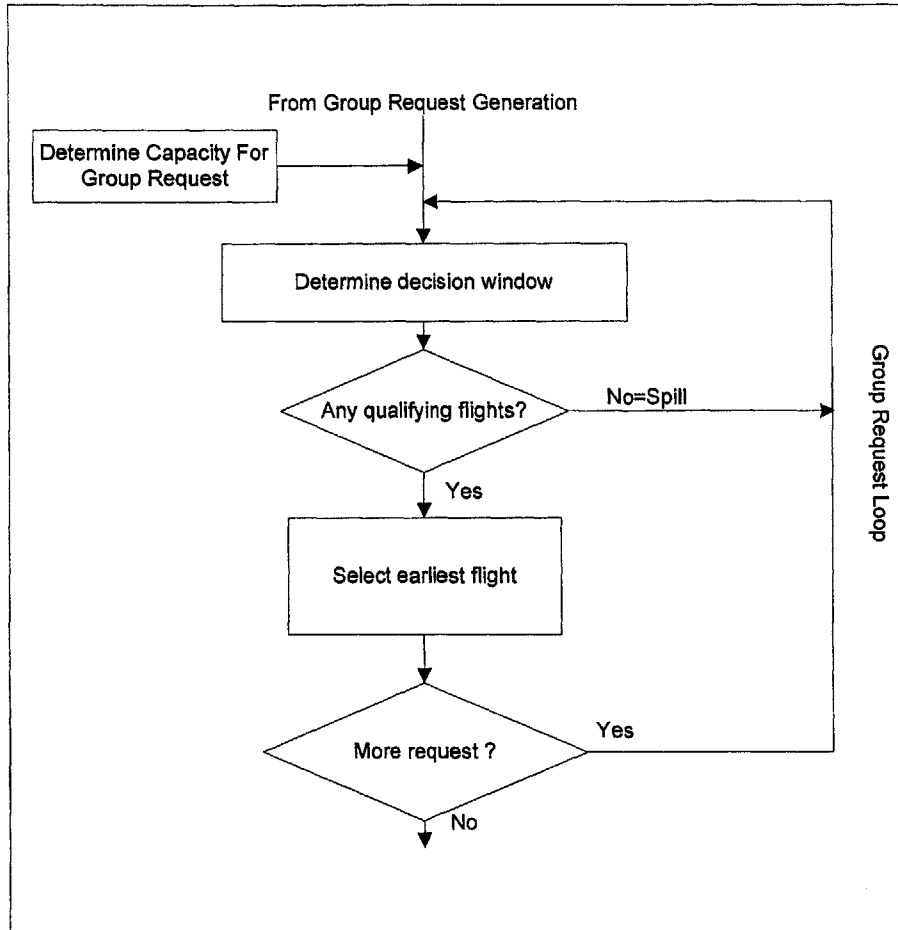 From Group Request Generation
Determine Capacity For
Group Request
Determine decision window
Any qualifying flights?
No=Spill
Group Request Loop
Yes
Select earliest flight
More request ?
Yes
No